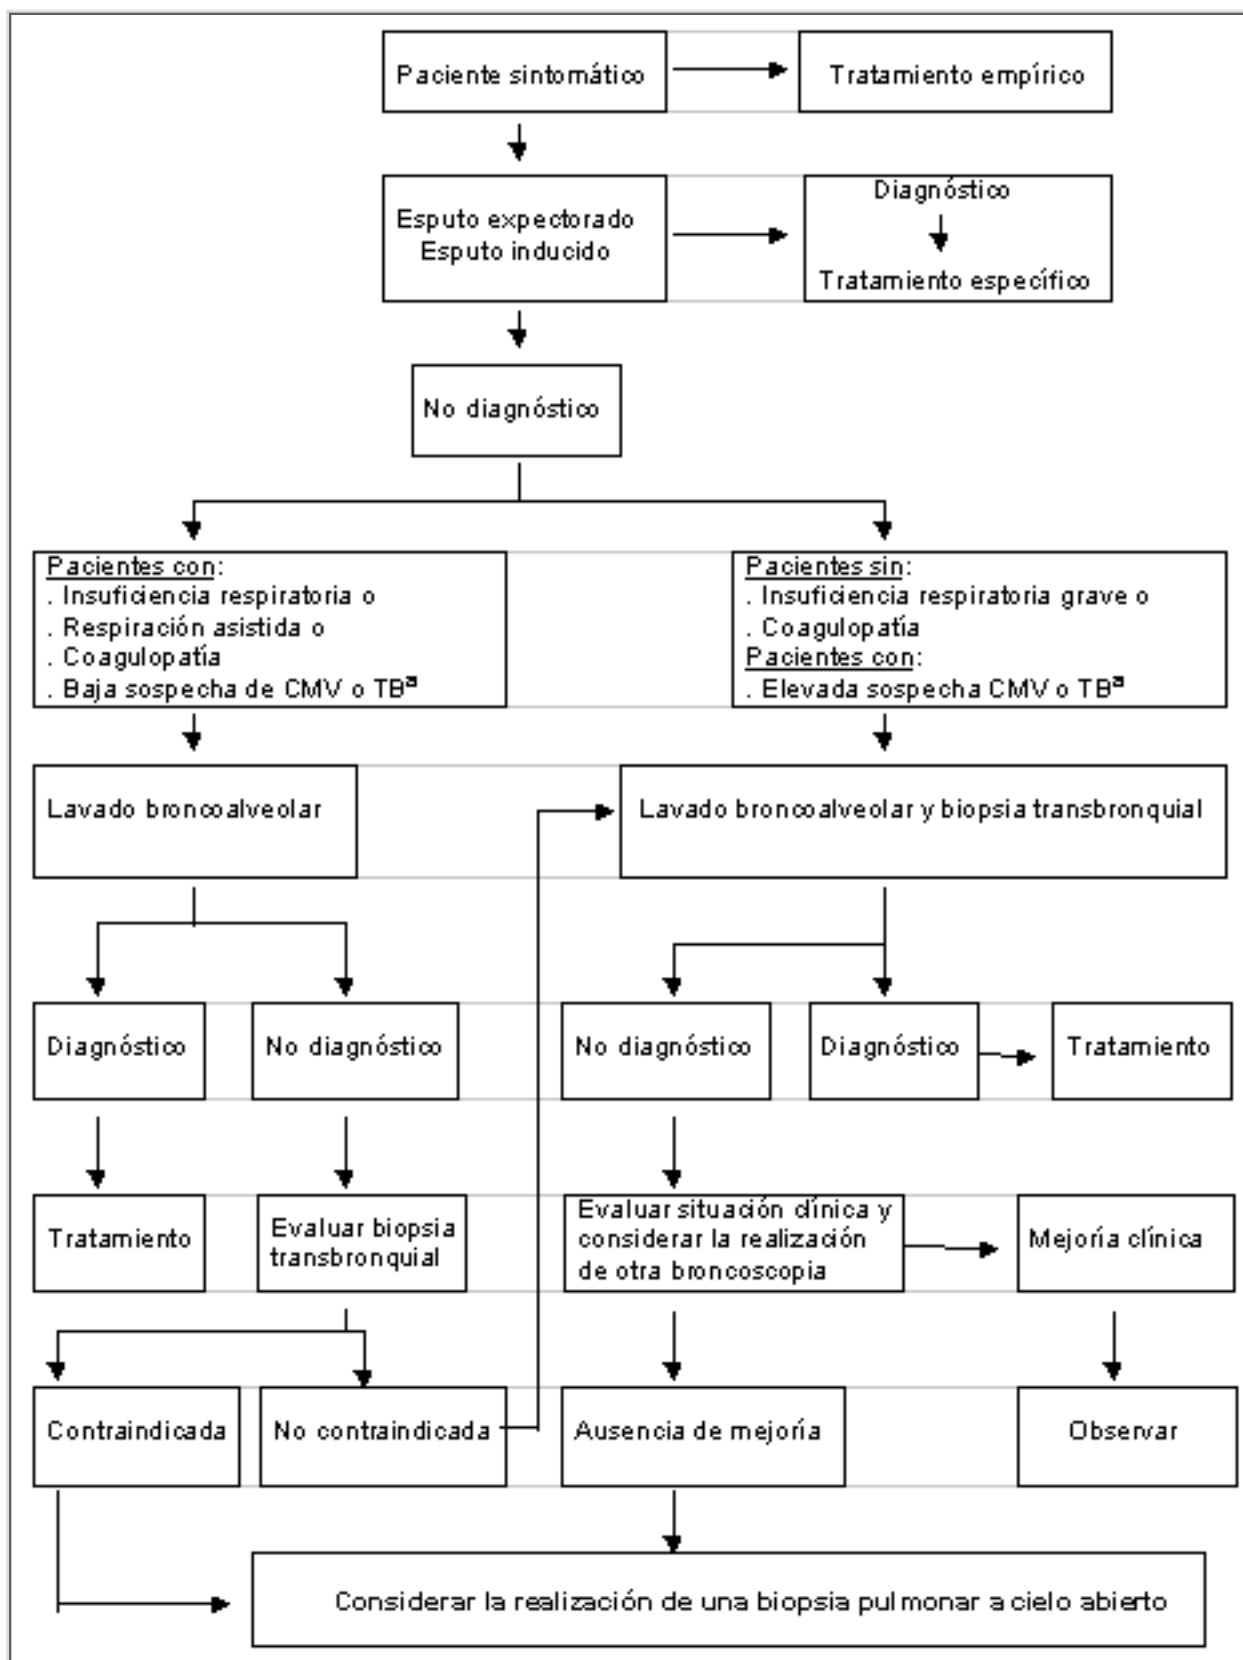 Paciente sintomático
Tratamiento empírico
Esputo expectorado
Esputo inducido
Diagnóstico
Tratamiento específico
No diagnóstico
Pacientes con:
. Insuficiencia respiratoria o
. Respiración asistida o
. Coagulopatía
. Baja sospecha de CMV o TBª
Pacientes sin:
. Insuficiencia respiratoria grave o
. Coagulopatía
Pacientes con:
. Elevada sospecha CMV o TBª
Lavado broncoalveolar
Lavado broncoalveolar y biopsia transbronquial
Diagnóstico
No diagnóstico
No diagnóstico
Diagnóstico
Tratamiento
Tratamiento
Evaluar biopsia
transbronquial
Evaluar situación clínica y
considerar la realización
de otra broncoscopia
Mejoría clínica
Contraindicada
No contraindicada
Ausencia de mejoría
Observar
Considerar la realización de una biopsia pulmonar a cielo abierto